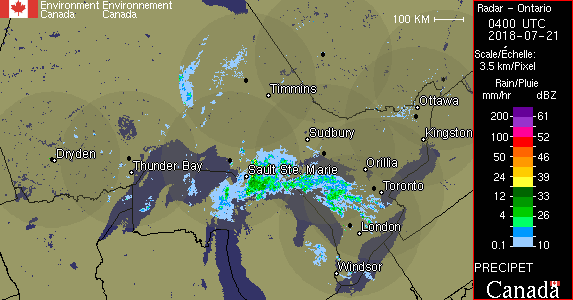 Environment Environnement
Canada Canada
Radar - Ontario
0400 UTC
2018-07-21
100 KM
Scale/Échelle:
3.5 km/Pixel
Rain/Pluie
mm/hr dBZ
200 61
100 52
50 46
24 39
12 33
4 26
0.1 10
PRECIPET
Canada
Timmins
Ottawa
Sudbury
Kingston
Dryden
Thunder Bay
Sault Ste. Marie
Orillia
Toronto
London
Windsor